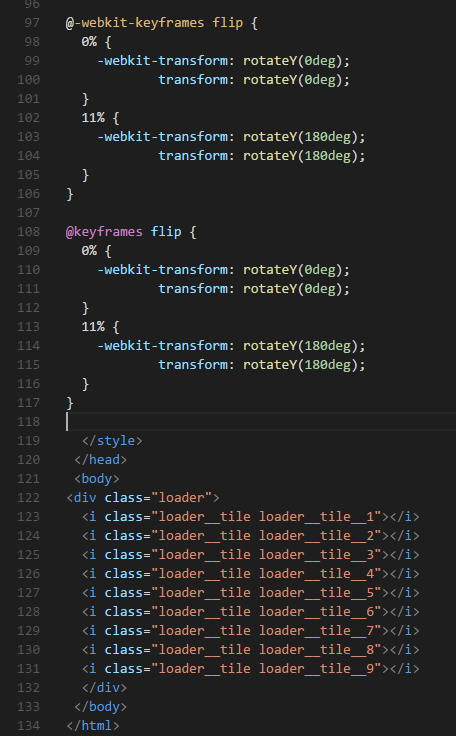 96
97 @-webkit-keyframes flip {
98   0% {
99     -webkit-transform: rotateY(0deg);
100             transform: rotateY(0deg);
101   }
102   11% {
103     -webkit-transform: rotateY(180deg);
104             transform: rotateY(180deg);
105   }
106 }
107
108 @keyframes flip {
109   0% {
110     -webkit-transform: rotateY(0deg);
111             transform: rotateY(0deg);
112   }
113   11% {
114     -webkit-transform: rotateY(180deg);
115             transform: rotateY(180deg);
116   }
117 }
118
119   </style>
120  </head>
121  <body>
122 <div class="loader">
123   <i class="loader__tile loader__tile__1"></i>
124   <i class="loader__tile loader__tile__2"></i>
125   <i class="loader__tile loader__tile__3"></i>
126   <i class="loader__tile loader__tile__4"></i>
127   <i class="loader__tile loader__tile__5"></i>
128   <i class="loader__tile loader__tile__6"></i>
129   <i class="loader__tile loader__tile__7"></i>
130   <i class="loader__tile loader__tile__8"></i>
131   <i class="loader__tile loader__tile__9"></i>
132   </div>
133  </body>
134 </html>